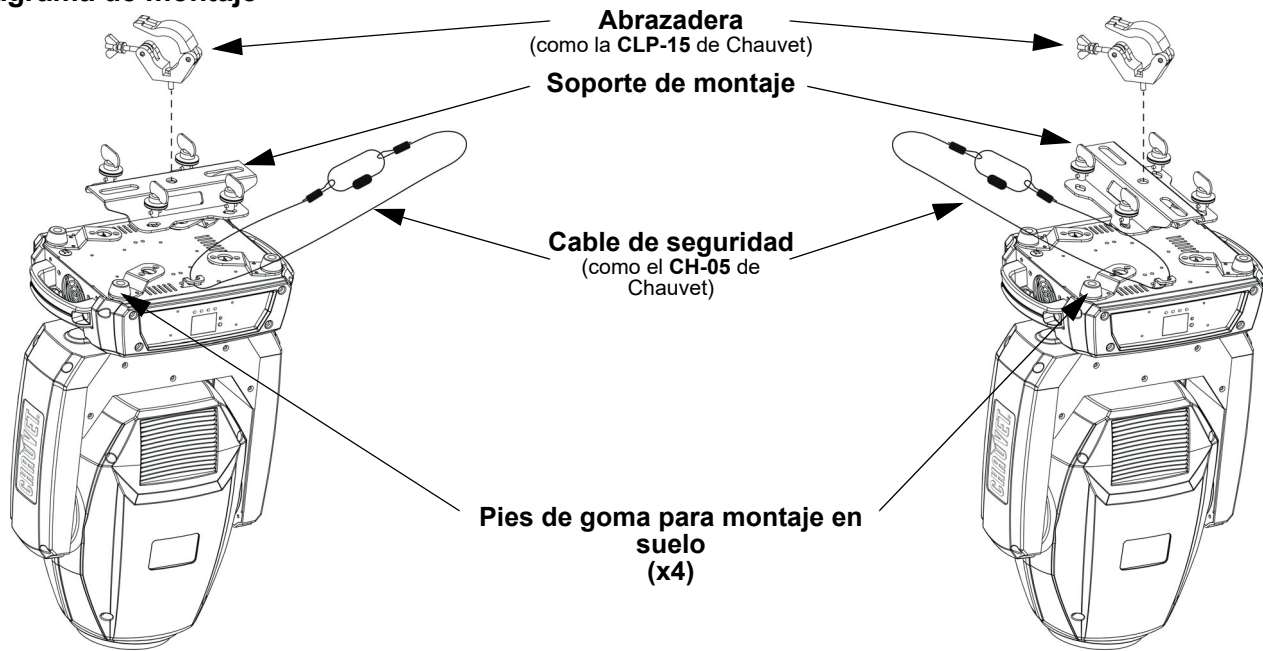 Abrazadera
(como la CLP-15 de Chauvet)
Soporte de montaje
Cable de seguridad
(como el CH-05 de
Chauvet)
Pies de goma para montaje en
suelo
(x4)
CHAUVET
CHAUVET